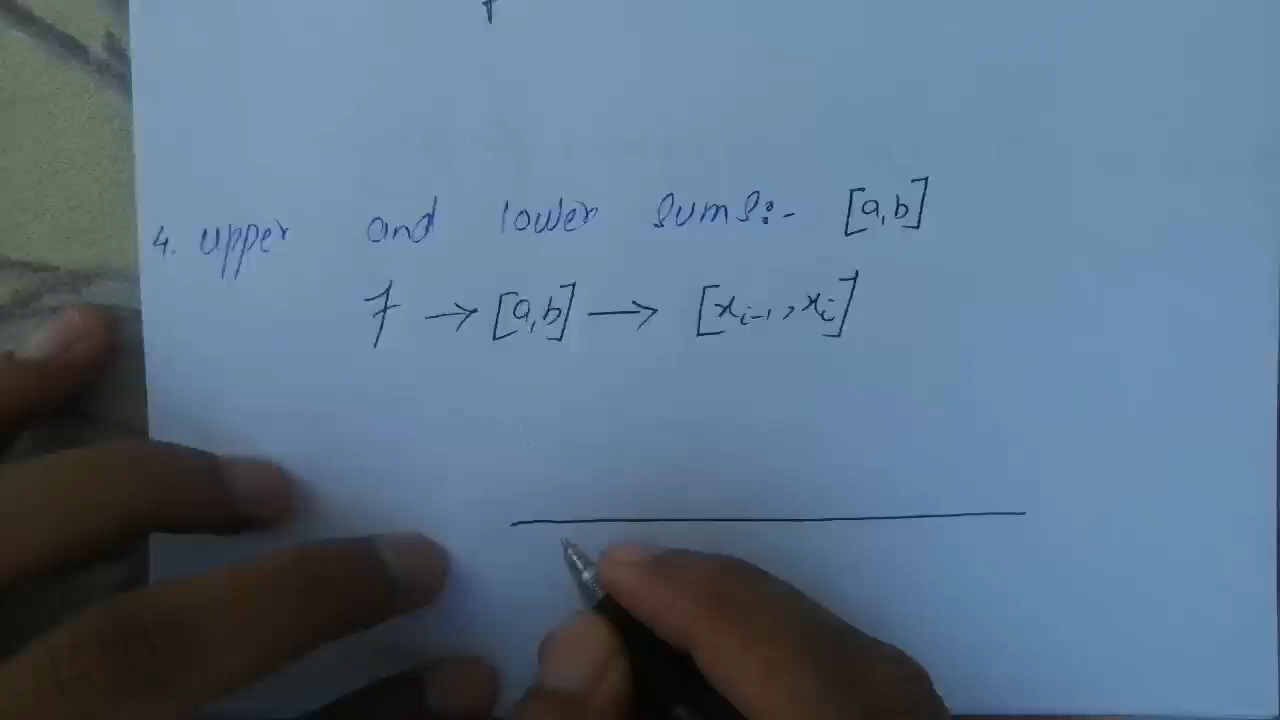 4. upper and lower sums:- [a,b]
f → [a,b] → [xᵢ₋₁, xᵢ]